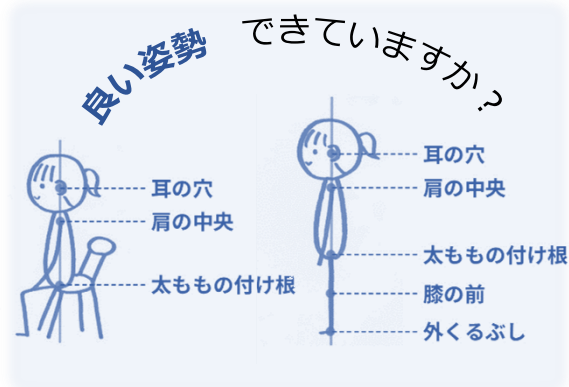 良い姿勢 できていますか？
耳の穴
肩の中央
太ももの付け根
耳の穴
肩の中央
太ももの付け根
膝の前
外くるぶし